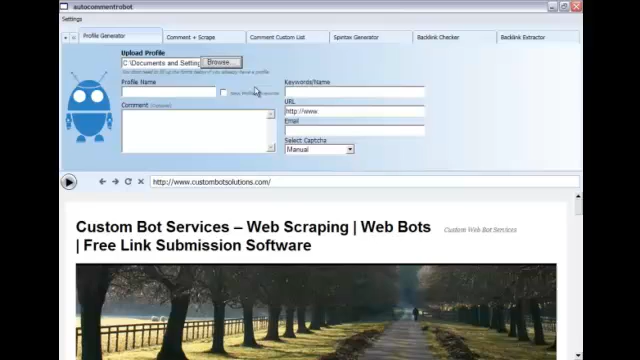 autocommentrobot
Settings
Profile Generator
Comment + Scrape
Comment Custom List
Spintax Generator
Backlink Checker
Backlink Extractor
Upload Profile
C:\Documents and Setting
Browse...
Profile Name
Keywords/Name
URL
http://www.
Comment
Email
Select Captcha
Manual
http://www.custombotsolutions.com/
Custom Bot Services – Web Scraping | Web Bots
| Free Link Submission Software
Custom Web Bot Services